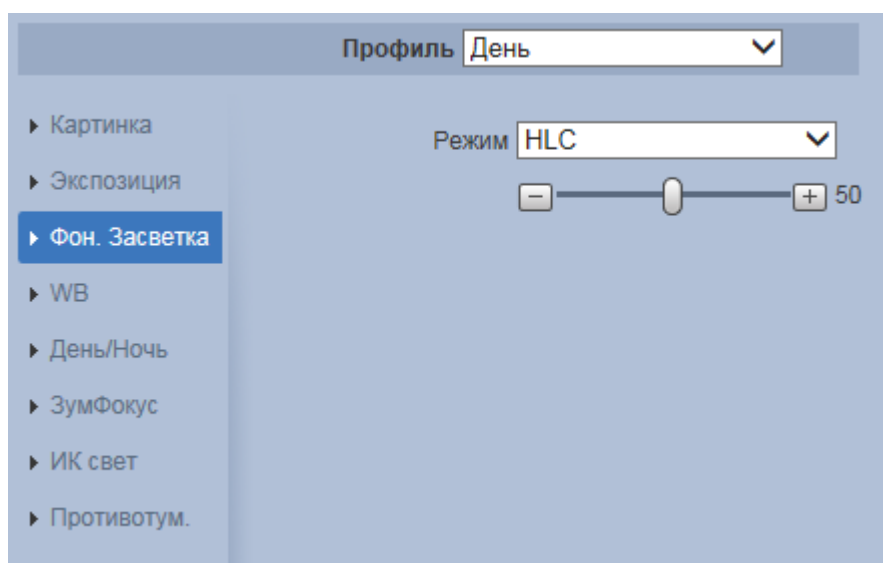 Профиль День
Картинка
Режим HLC
Экспозиция
50
Фон. Засветка
WB
День/Ночь
ЗумФокус
ИК свет
Противотум.